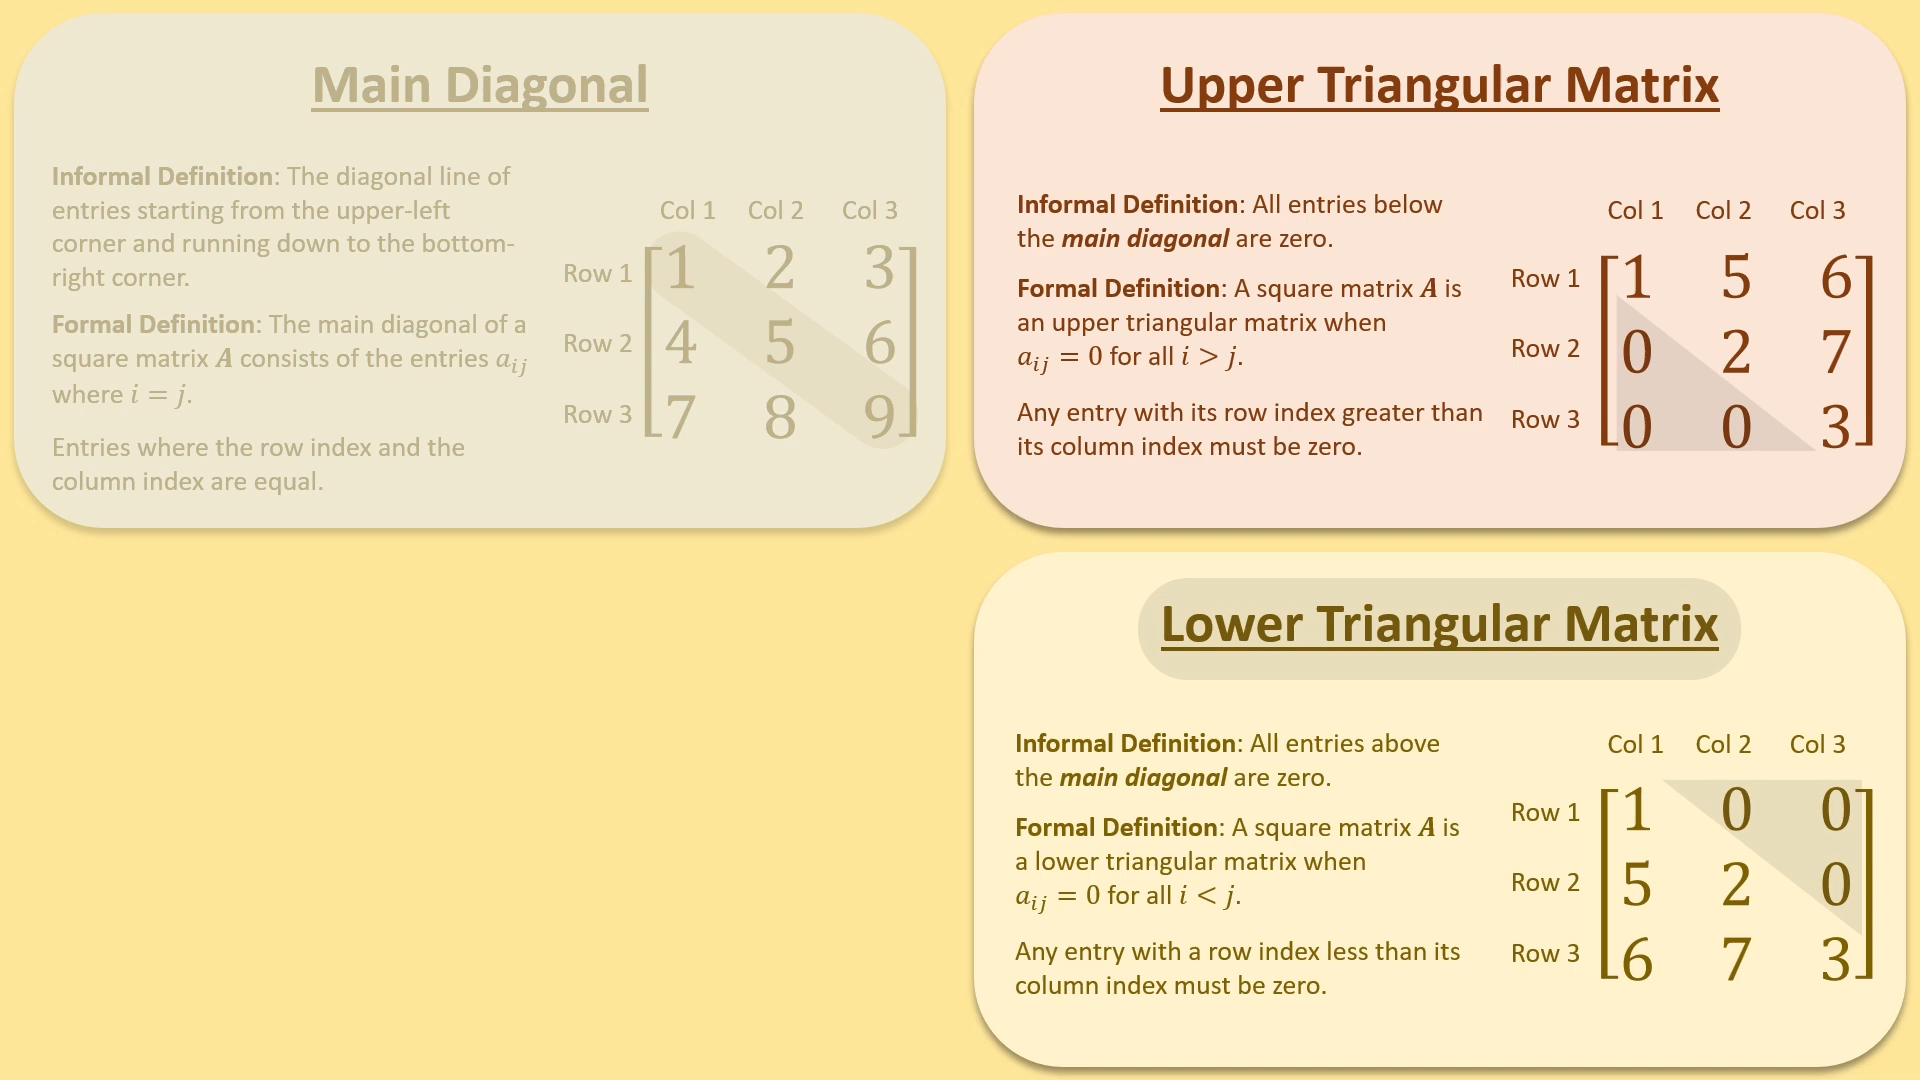 Main Diagonal
Informal Definition: The diagonal line of
entries starting from the upper-left
corner and running down to the bottom-
right corner.
Formal Definition: The main diagonal of a
square matrix A consists of the entries a_{ij}
where i = j.
Entries where the row index and the
column index are equal.
Col 1 Col 2 Col 3
Row 1 [1 2 3]
Row 2 [4 5 6]
Row 3 [7 8 9]
Upper Triangular Matrix
Informal Definition: All entries below
the main diagonal are zero.
Formal Definition: A square matrix A is
an upper triangular matrix when
a_{ij} = 0 for all i > j.
Any entry with its row index greater than
its column index must be zero.
Col 1 Col 2 Col 3
Row 1 [1 5 6]
Row 2 [0 2 7]
Row 3 [0 0 3]
Lower Triangular Matrix
Informal Definition: All entries above
the main diagonal are zero.
Formal Definition: A square matrix A is
a lower triangular matrix when
a_{ij} = 0 for all i < j.
Any entry with a row index less than its
column index must be zero.
Col 1 Col 2 Col 3
Row 1 [1 0 0]
Row 2 [5 2 0]
Row 3 [6 7 3]